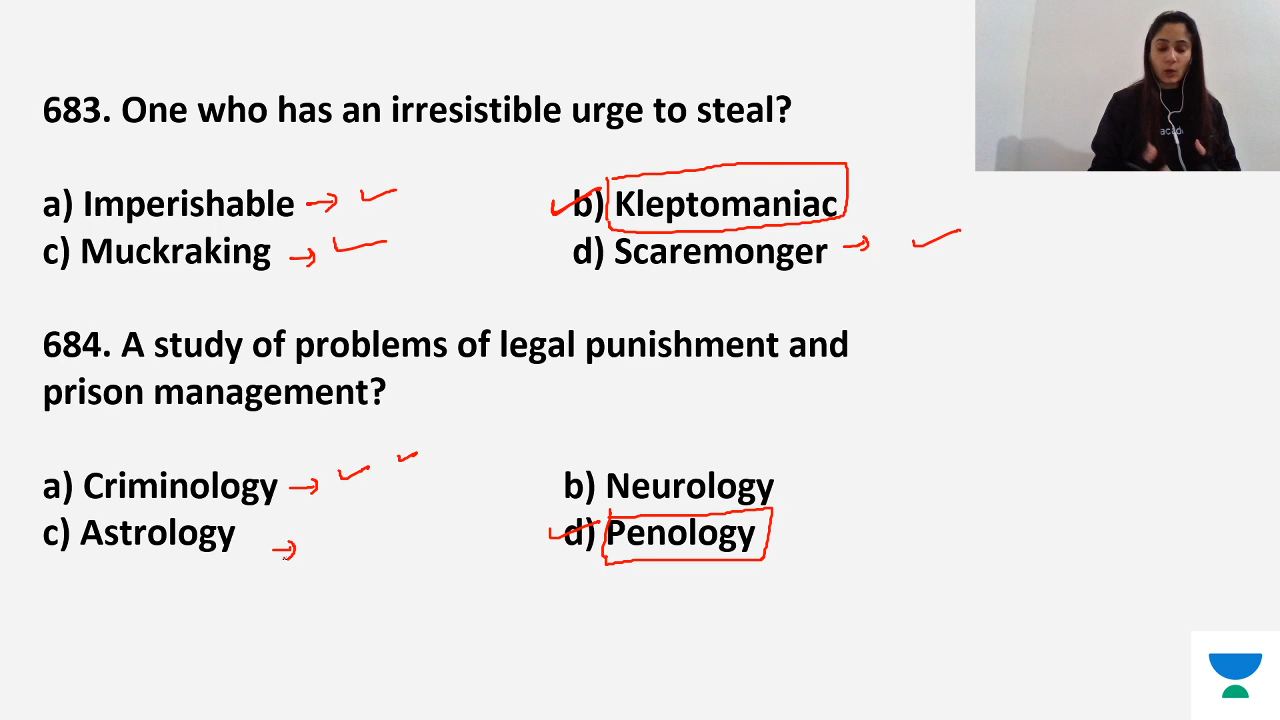 683. One who has an irresistible urge to steal?
a) Imperishable b) Kleptomaniac
c) Muckraking d) Scaremonger
684. A study of problems of legal punishment and
prison management?
a) Criminology b) Neurology
c) Astrology d) Penology